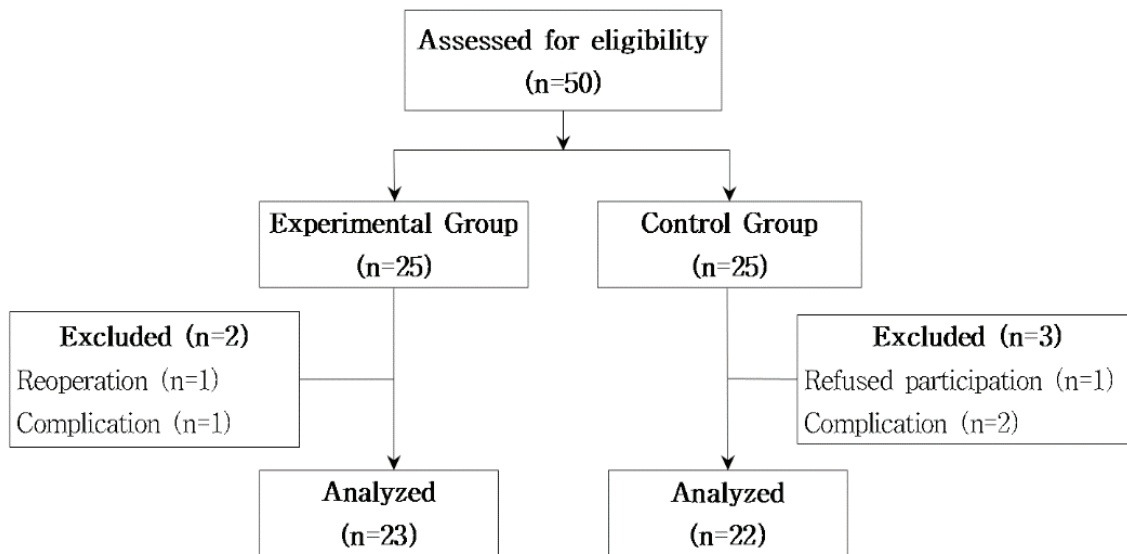 Assessed for eligibility
(n=50)
Experimental Group
(n=25)
Control Group
(n=25)
Excluded (n=2)
Reoperation (n=1)
Complication (n=1)
Excluded (n=3)
Refused participation (n=1)
Complication (n=2)
Analyzed
(n=23)
Analyzed
(n=22)